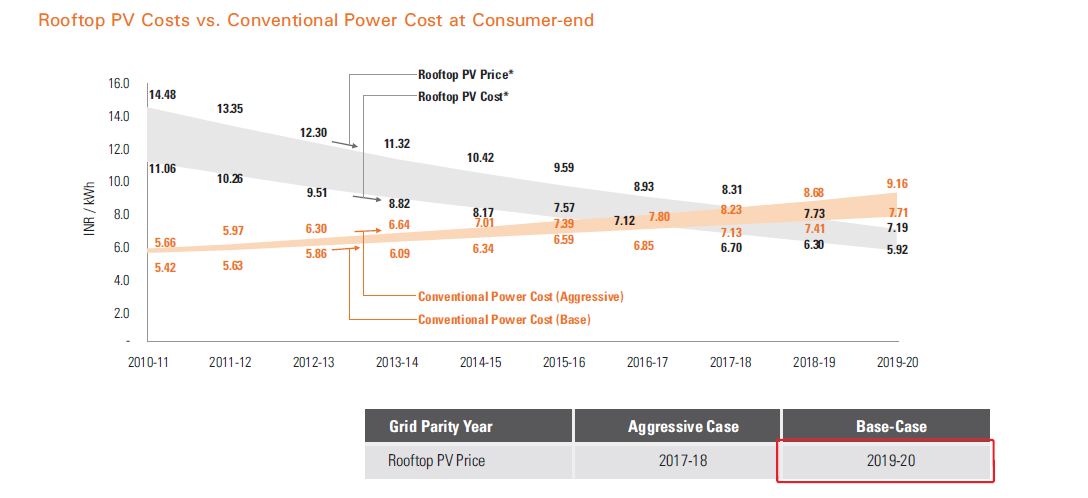 Rooftop PV Costs vs. Conventional Power Cost at Consumer-end
INR / kWh
16.0
14.0
12.0
10.0
8.0
6.0
4.0
2.0
-
Rooftop PV Price*
Rooftop PV Cost*
14.48 13.35 12.30 11.32 10.42 9.59 8.93 8.31 7.73 7.19
11.06 10.26 9.51 8.82 8.17 7.57 7.12 6.70 6.30 5.92
5.66 5.97 6.30 6.64 7.01 7.39 7.80 8.23 8.68 9.16
5.42 5.63 5.86 6.09 6.34 6.59 6.85 7.13 7.41 7.71
Conventional Power Cost (Aggressive)
Conventional Power Cost (Base)
2010-11 2011-12 2012-13 2013-14 2014-15 2015-16 2016-17 2017-18 2018-19 2019-20
Grid Parity Year Aggressive Case Base-Case
Rooftop PV Price 2017-18 2019-20